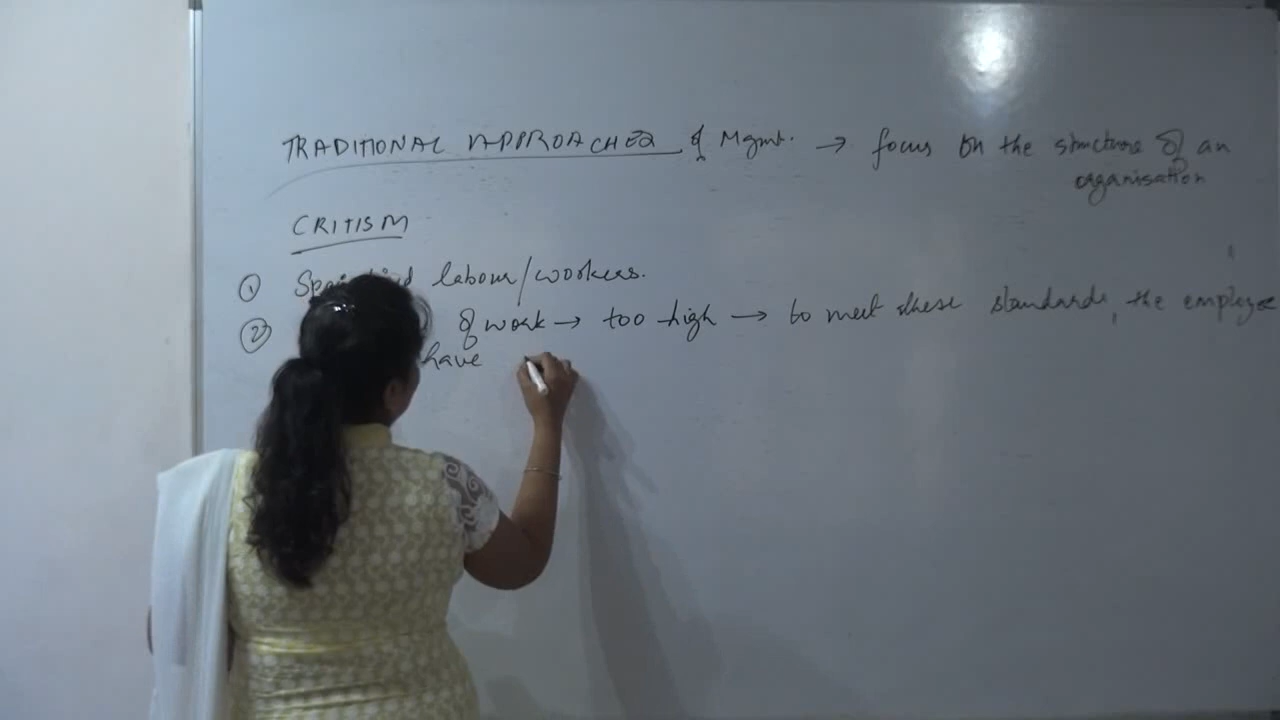 TRADITIONAL APPROACHES of Mgmt. → focus on the structure of an
organisation
CRITISM
① labour/workers.
② of work → too high → to meet these standards, the employee
have